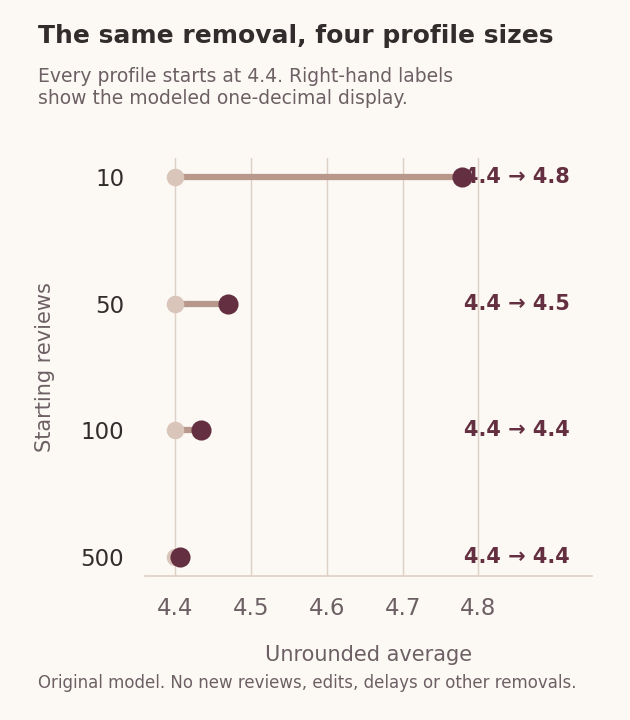 The same removal, four profile sizes
Every profile starts at 4.4. Right-hand labels
show the modeled one-decimal display.
10
4.4 → 4.8
50
4.4 → 4.5
100
4.4 → 4.4
500
4.4 → 4.4
Starting reviews
4.4 4.5 4.6 4.7 4.8
Unrounded average
Original model. No new reviews, edits, delays or other removals.